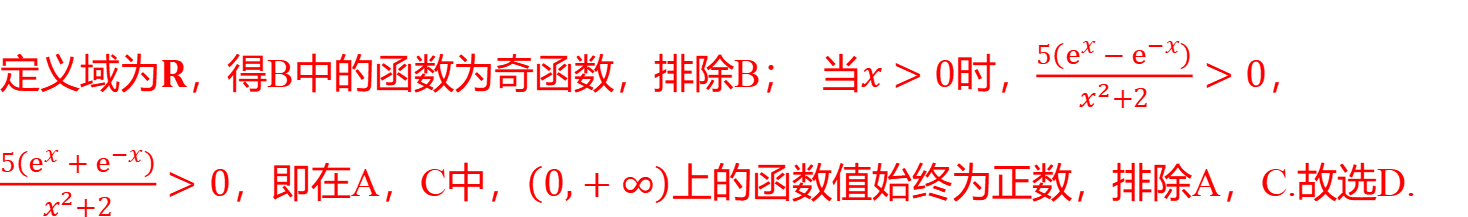 定义域为R，得B中的函数为奇函数，排除B； 当x > 0时，\frac{5(e^x − e^{−x})}{x^2+2} > 0，
\frac{5(e^x + e^{−x})}{x^2+2} > 0，即在A，C中，(0, + ∞)上的函数值始终为正数，排除A，C.故选D.